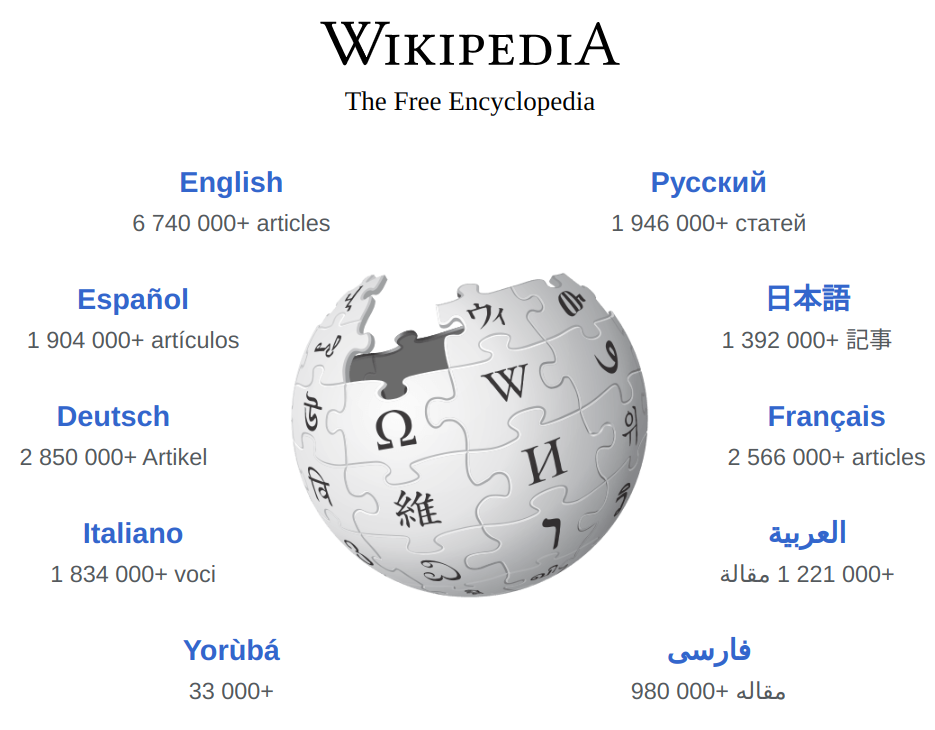 WIKIPEDIA
The Free Encyclopedia
English
6 740 000+ articles
Русский
1 946 000+ статей
Español
1 904 000+ artículos
日本語
1 392 000+ 記事
Deutsch
2 850 000+ Artikel
Français
2 566 000+ articles
Italiano
1 834 000+ voci
العربية
1 221 000+ مقالة
Yorùbá
33 000+
فارسی
980 000+ مقاله
ウィ
W
Ω
И
維
و
위
ר